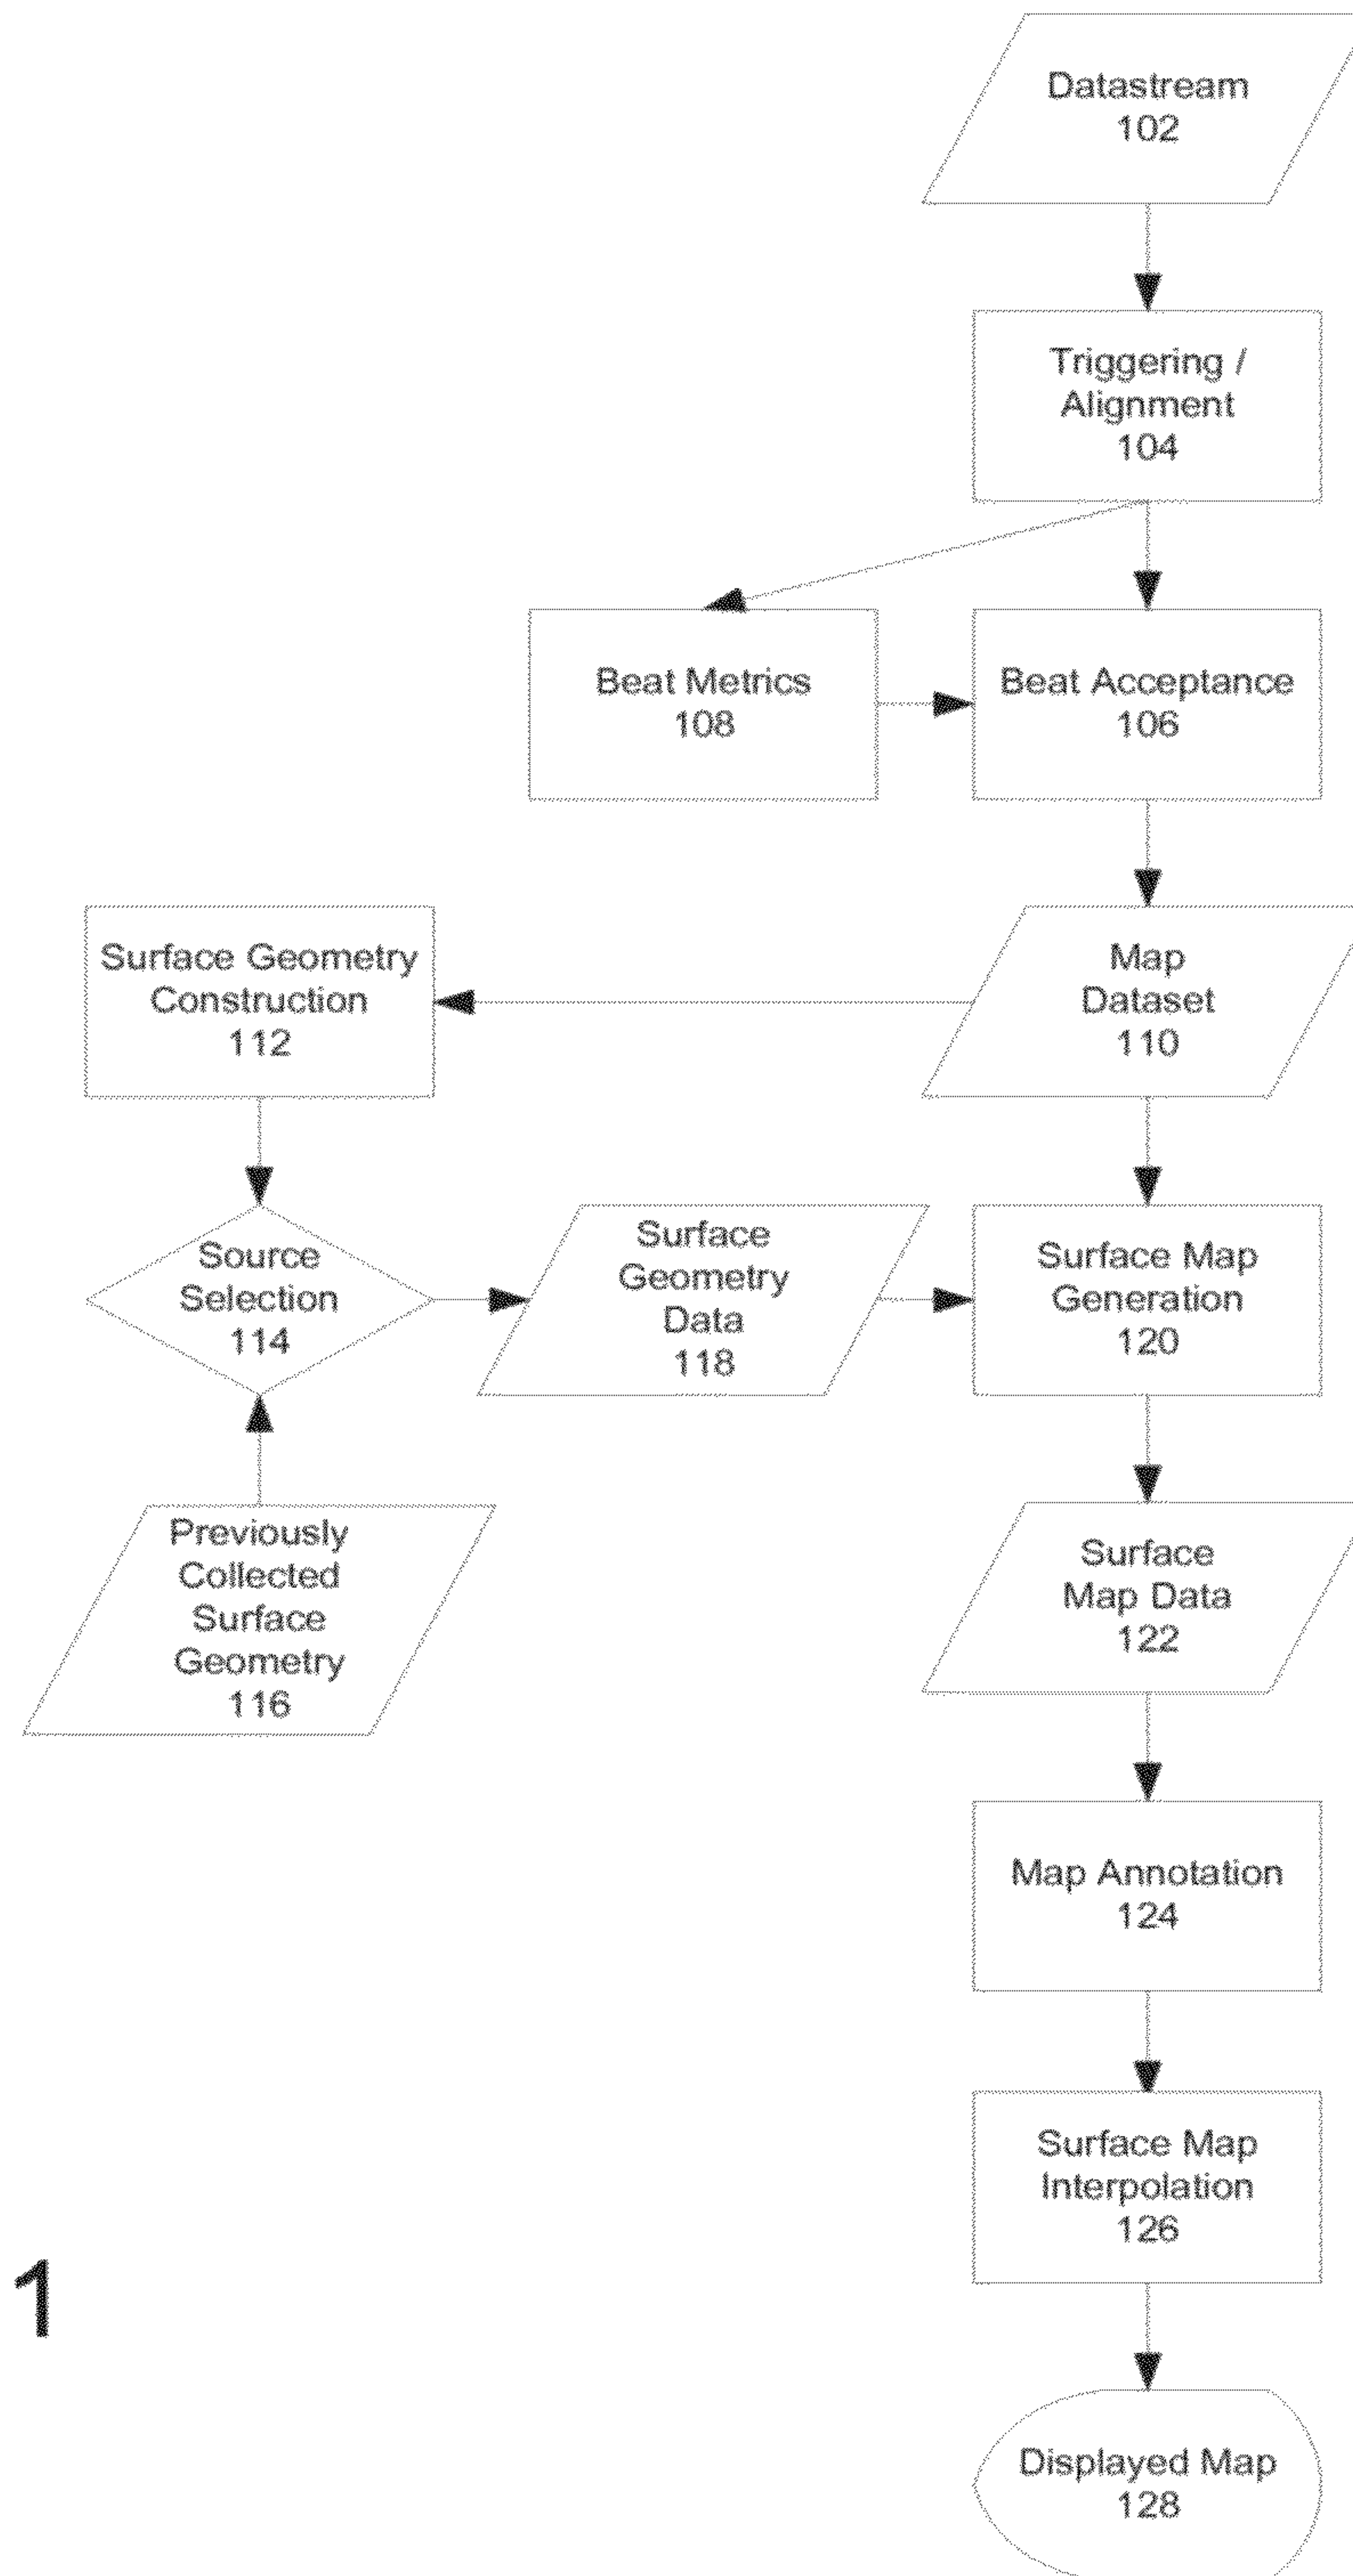 Datastream
102
Triggering /
Alignment
104
Beat Metrics
108
Beat Acceptance
106
Surface Geometry
Construction
112
Map
Dataset
110
Source
Selection
114
Surface
Geometry
Data
118
Surface Map
Generation
120
Previously
Collected
Surface
Geometry
116
Surface
Map Data
122
Map Annotation
124
Surface Map
Interpolation
126
1
Displayed Map
128